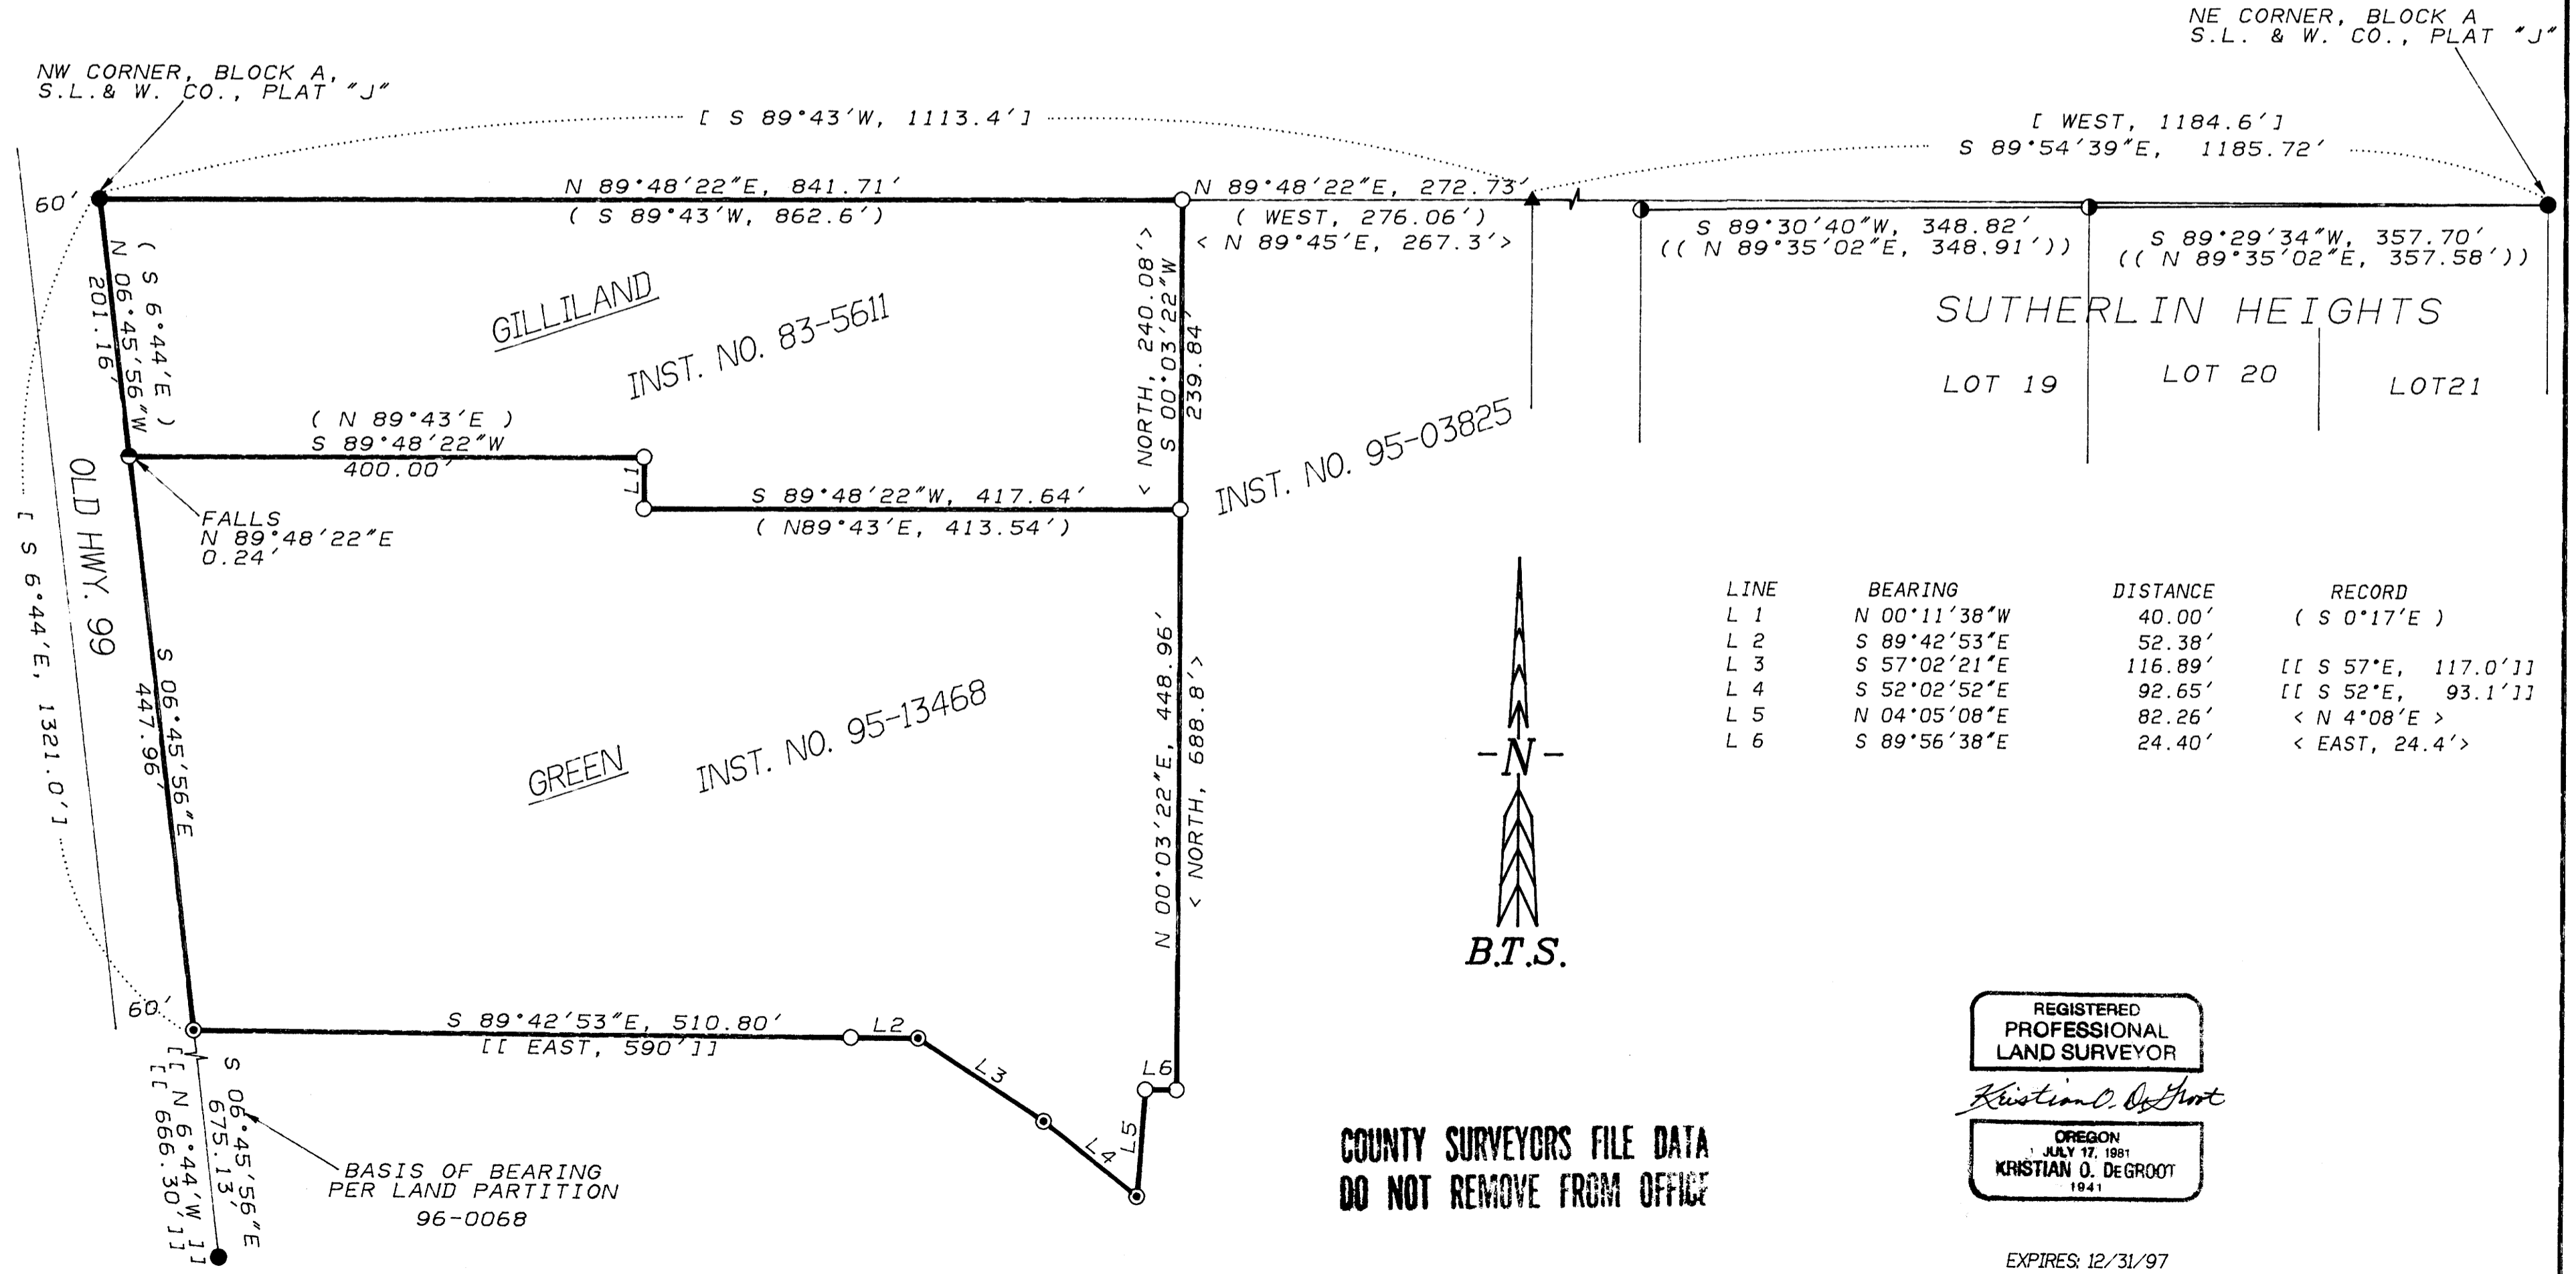 NE CORNER, BLOCK A
S.L. & W. CO., PLAT "J"
NW CORNER, BLOCK A,
S.L.& W. CO., PLAT "J"
[ S 89°43'W, 1113.4']
[ WEST, 1184.6']
S 89°54'39"E, 1185.72'
60'
N 89°48'22"E, 841.71'
( S 89°43'W, 862.6')
N 89°48'22"E, 272.73'
( WEST, 276.06')
< N 89°45'E, 267.3'>
S 89°30'40"W, 348.82'
(( N 89°35'02"E, 348.91'))
S 89°29'34"W, 357.70'
(( N 89°35'02"E, 357.58'))
( S 6°44'E )
N 06°45'56"W
201.16'
GILLILAND
INST. NO. 83-5611
< NORTH, 240.08'>
S 00°03'22"W
239.84'
SUTHERLIN HEIGHTS
LOT 19
LOT 20
LOT21
( N 89°43'E )
S 89°48'22"W
400.00'
L1
S 89°48'22"W, 417.64'
( N89°43'E, 413.54')
INST. NO. 95-03825
FALLS
N 89°48'22"E
0.24'
OLD HWY. 99
[ S 6°44'E, 1321.0']
S 06°45'56"E
447.96'
GREEN
INST. NO. 95-13468
N 00°03'22"E, 448.96'
< NORTH, 688.8'>
LINE BEARING DISTANCE RECORD
L 1 N 00°11'38"W 40.00' ( S 0°17'E )
L 2 S 89°42'53"E 52.38'
L 3 S 57°02'21"E 116.89' [[ S 57°E, 117.0']]
L 4 S 52°02'52"E 92.65' [[ S 52°E, 93.1']]
L 5 N 04°05'08"E 82.26' < N 4°08'E >
L 6 S 89°56'38"E 24.40' < EAST, 24.4'>
-N-
B.T.S.
60'
S 89°42'53"E, 510.80'
[[ EAST, 590']]
L2
L3
L4
L5
L6
S 06°45'56"E
675.13'
[[ N 6°44'W ]]
[[ 666.30']]
BASIS OF BEARING
PER LAND PARTITION
96-0068
COUNTY SURVEYORS FILE DATA
DO NOT REMOVE FROM OFFICE
REGISTERED
PROFESSIONAL
LAND SURVEYOR
Kristian O. DeGroot
OREGON
JULY 17, 1981
KRISTIAN O. DeGROOT
1941
EXPIRES: 12/31/97